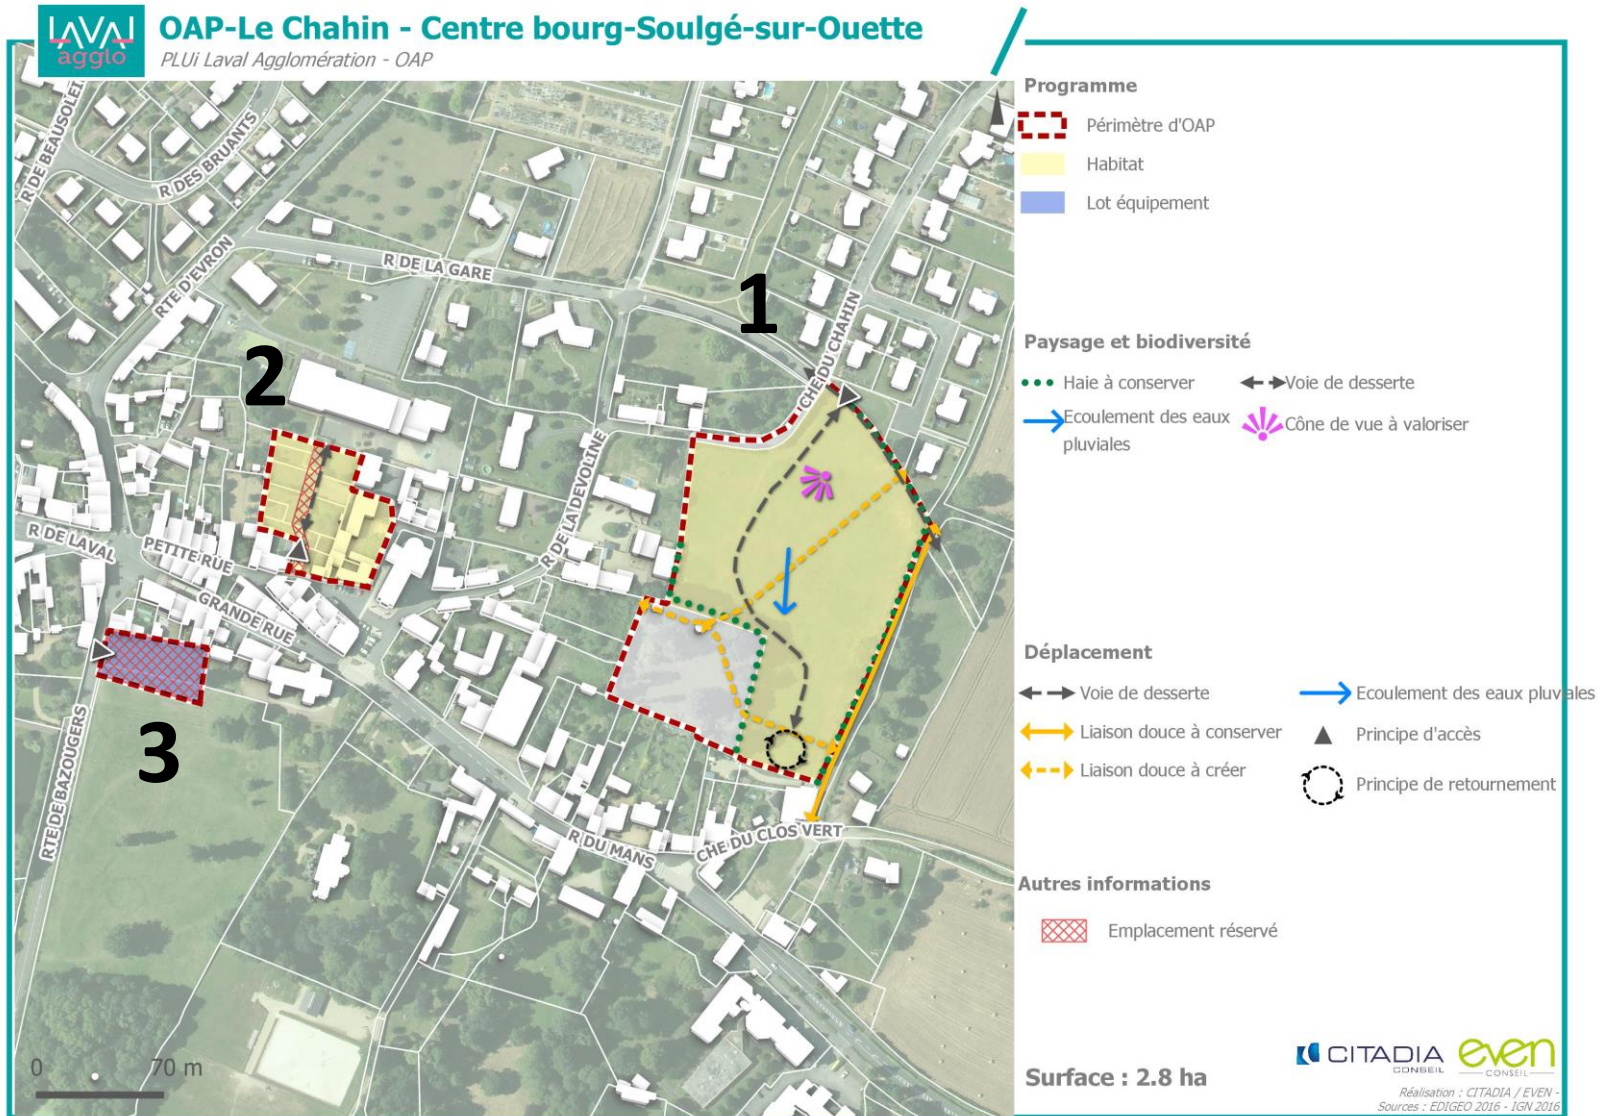 LAVAL
agglo
OAP-Le Chahin - Centre bourg-Soulgé-sur-Ouette
PLUi Laval Agglomération - OAP
R DE BEAUSOLEIL
R DES BRUANTS
RTE D'EVRON
R DE LA GARE
1
CHE DU CHAHIN
2
R DE LA DEVOLINE
R DE LAVAL
PETITE RUE
GRANDE RUE
3
RTE DE BAZOUGERS
R DU MANS
CHE DU CLOS VERT
0 70 m
Programme
Périmètre d'OAP
Habitat
Lot équipement
Paysage et biodiversité
Haie à conserver
Voie de desserte
Ecoulement des eaux
pluviales
Cône de vue à valoriser
Déplacement
Voie de desserte
Ecoulement des eaux pluviales
Liaison douce à conserver
Principe d'accès
Liaison douce à créer
Principe de retournement
Autres informations
Emplacement réservé
Surface : 2.8 ha
CITADIA
CONSEIL
even
CONSEIL
Réalisation : CITADIA / EVEN -
Sources : EDIGEO 2016 - IGN 2016